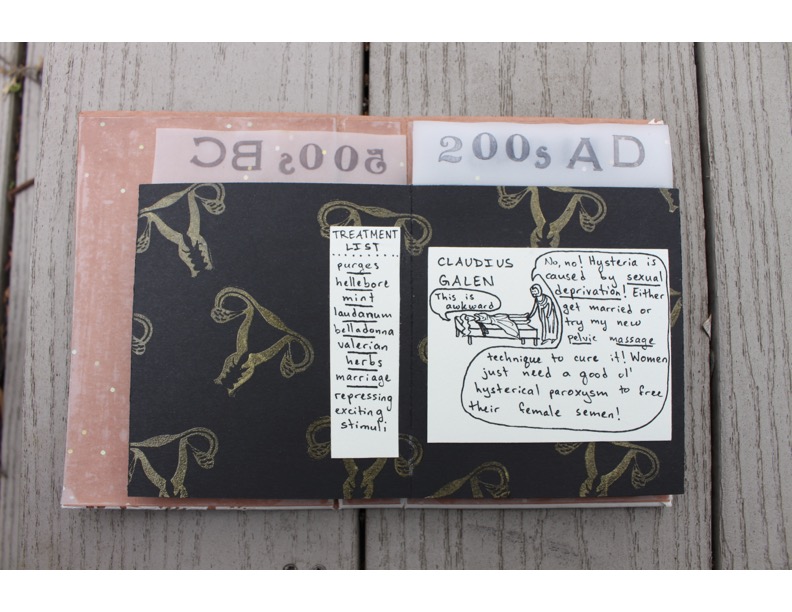 500s BC
200s AD
TREATMENT
LIST
purges
hellebore
mint
laudanum
belladonna
valerian
herbs
marriage
repressing
exciting
stimuli
CLAUDIUS
GALEN
This is
awkward
No, no! Hysteria is
caused by sexual
deprivation! Either
get married or
try my new
pelvic massage
technique to cure it! Women
just need a good ol'
hysterical paroxysm to free
their female semen!